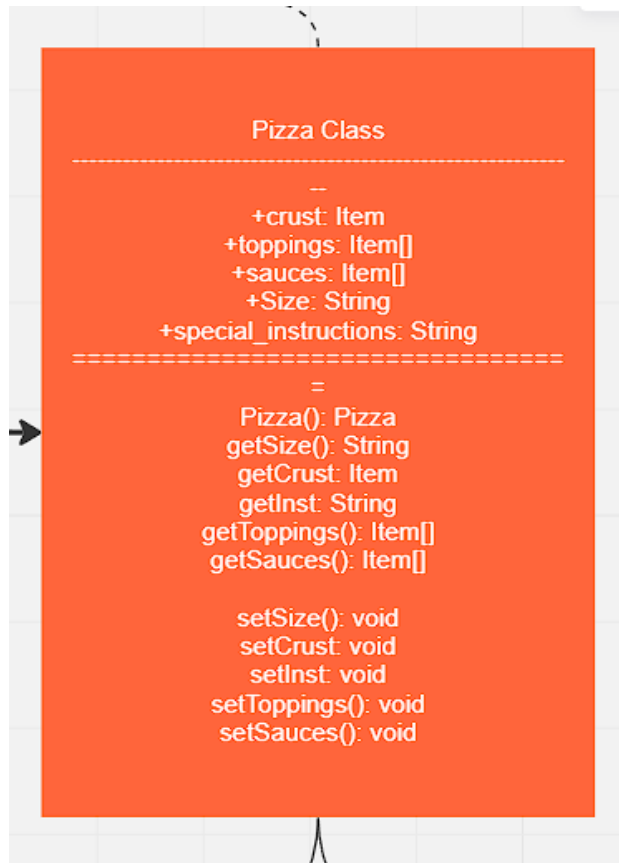 Pizza Class
---------------------------------------------------------
--
+crust: Item
+toppings: Item[]
+sauces: Item[]
+Size: String
+special_instructions: String
==================================
=
Pizza(): Pizza
getSize(): String
getCrust: Item
getInst: String
getToppings(): Item[]
getSauces(): Item[]
setSize(): void
setCrust: void
setInst: void
setToppings(): void
setSauces(): void